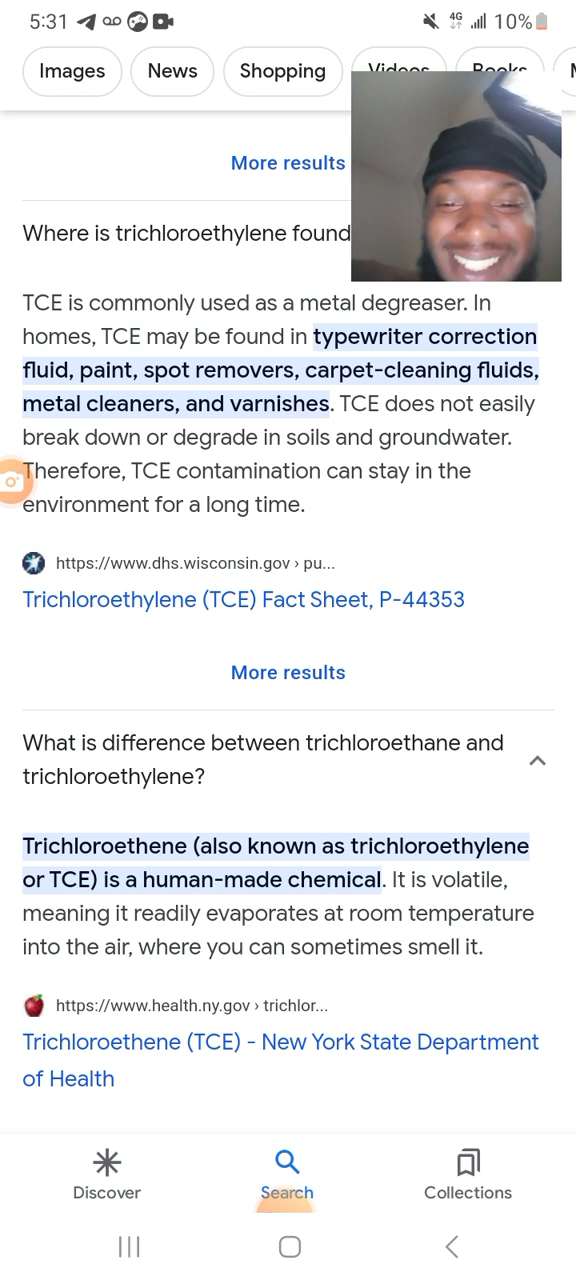 5:31 4G 10%
Images News Shopping Videos Books
More results
Where is trichloroethylene found
TCE is commonly used as a metal degreaser. In
homes, TCE may be found in typewriter correction
fluid, paint, spot removers, carpet-cleaning fluids,
metal cleaners, and varnishes. TCE does not easily
break down or degrade in soils and groundwater.
Therefore, TCE contamination can stay in the
environment for a long time.
https://www.dhs.wisconsin.gov › pu...
Trichloroethylene (TCE) Fact Sheet, P-44353
More results
What is difference between trichloroethane and
trichloroethylene?
Trichloroethene (also known as trichloroethylene
or TCE) is a human-made chemical. It is volatile,
meaning it readily evaporates at room temperature
into the air, where you can sometimes smell it.
https://www.health.ny.gov › trichlor...
Trichloroethene (TCE) - New York State Department
of Health
Discover Search Collections